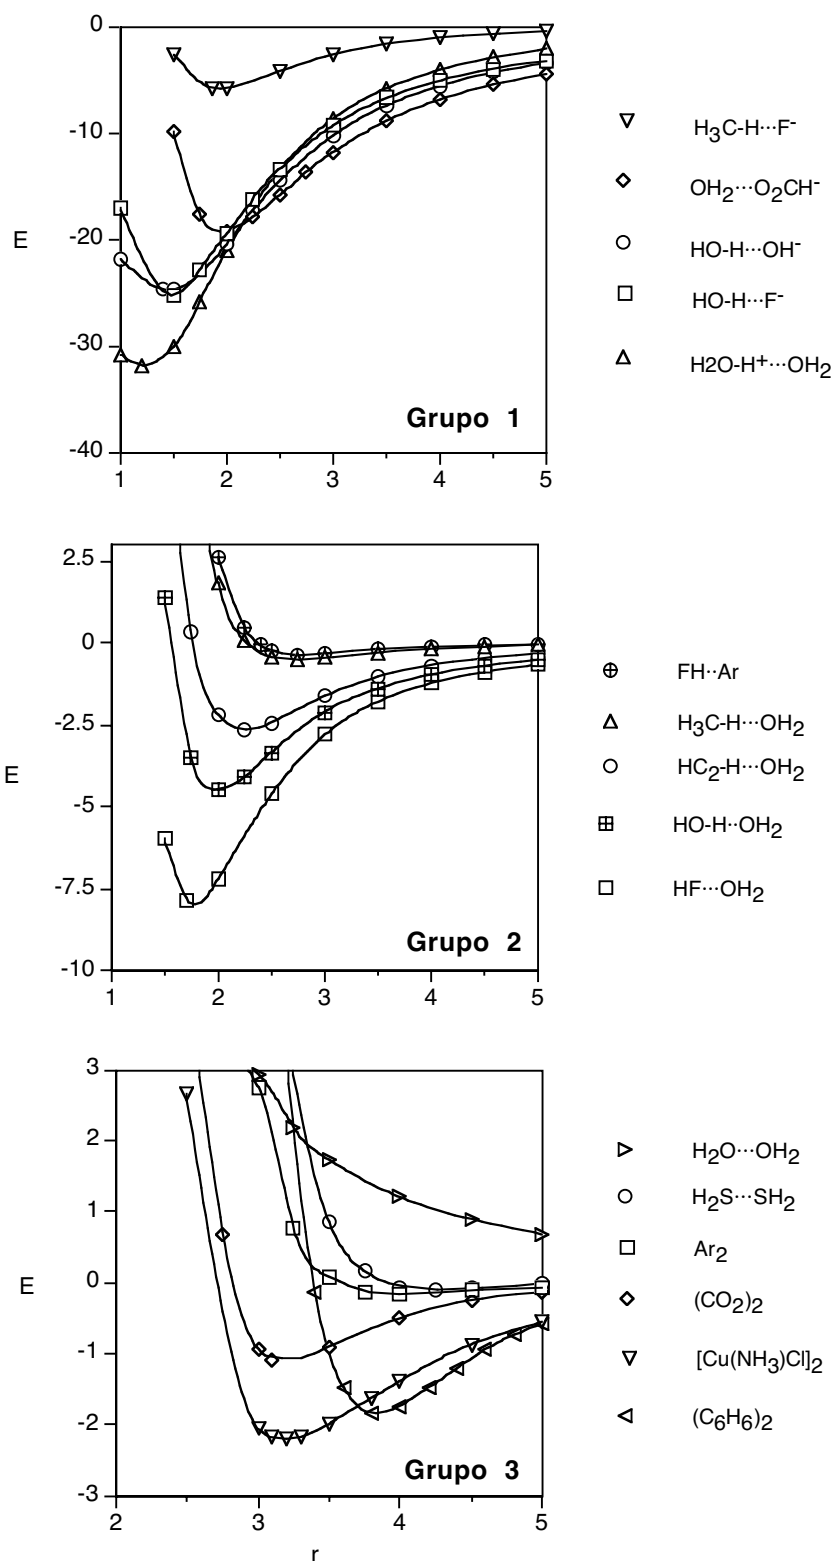 0
-10
-20
-30
-40
E
1
2
3
4
5
Grupo 1
H3C-H···F-
OH2···O2CH-
HO-H···OH-
HO-H···F-
H2O-H+···OH2
2.5
0
-2.5
-5
-7.5
-10
E
1
2
3
4
5
Grupo 2
FH··Ar
H3C-H···OH2
HC2-H···OH2
HO-H··OH2
HF···OH2
3
2
1
0
-1
-2
-3
E
2
3
4
5
r
Grupo 3
H2O···OH2
H2S···SH2
Ar2
(CO2)2
[Cu(NH3)Cl]2
(C6H6)2